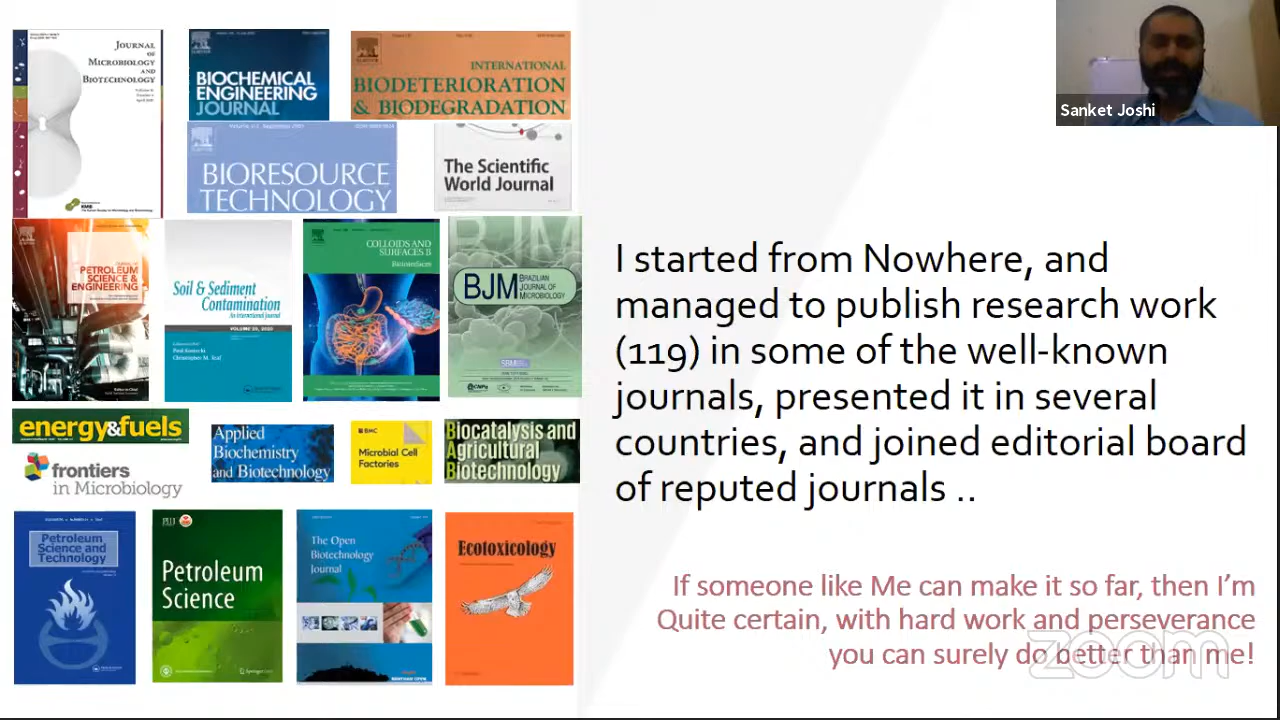 JOURNAL
OF
MICROBIOLOGY
AND
BIOTECHNOLOGY
BIOCHEMICAL
ENGINEERING
JOURNAL
INTERNATIONAL
BIODETERIORATION
& BIODEGRADATION
BIORESOURCE
TECHNOLOGY
The Scientific
World Journal
PETROLEUM
SCIENCE &
ENGINEERING
Soil & Sediment
Contamination
An International Journal
COLLOIDS AND
SURFACES B
Biointerfaces
BJM
BJM BRAZILIAN
JOURNAL OF
MICROBIOLOGY
energy&fuels
frontiers
in Microbiology
Applied
Biochemistry
and Biotechnology
BMC
Microbial Cell
Factories
Biocatalysis and
Agricultural
Biotechnology
Petroleum
Science and
Technology
Petroleum
Science
The Open
Biotechnology
Journal
Ecotoxicology
Sanket Joshi
I started from Nowhere, and
managed to publish research work
(119) in some of the well-known
journals, presented it in several
countries, and joined editorial board
of reputed journals ..
If someone like Me can make it so far, then I'm
Quite certain, with hard work and perseverance
you can surely do better than me!
zoom